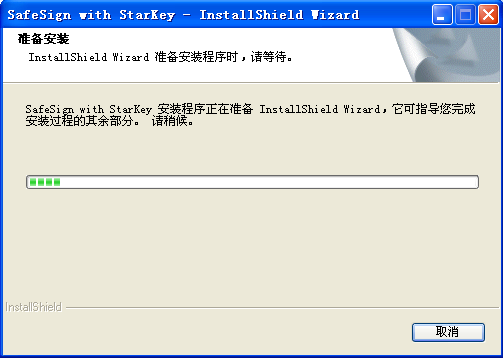 SafeSign with StarKey - InstallShield Wizard
准备安装
InstallShield Wizard 准备安装程序时，请等待。
SafeSign with StarKey 安装程序正在准备 InstallShield Wizard，它可指导您完成
安装过程的其余部分。 请稍候。
InstallShield
取消